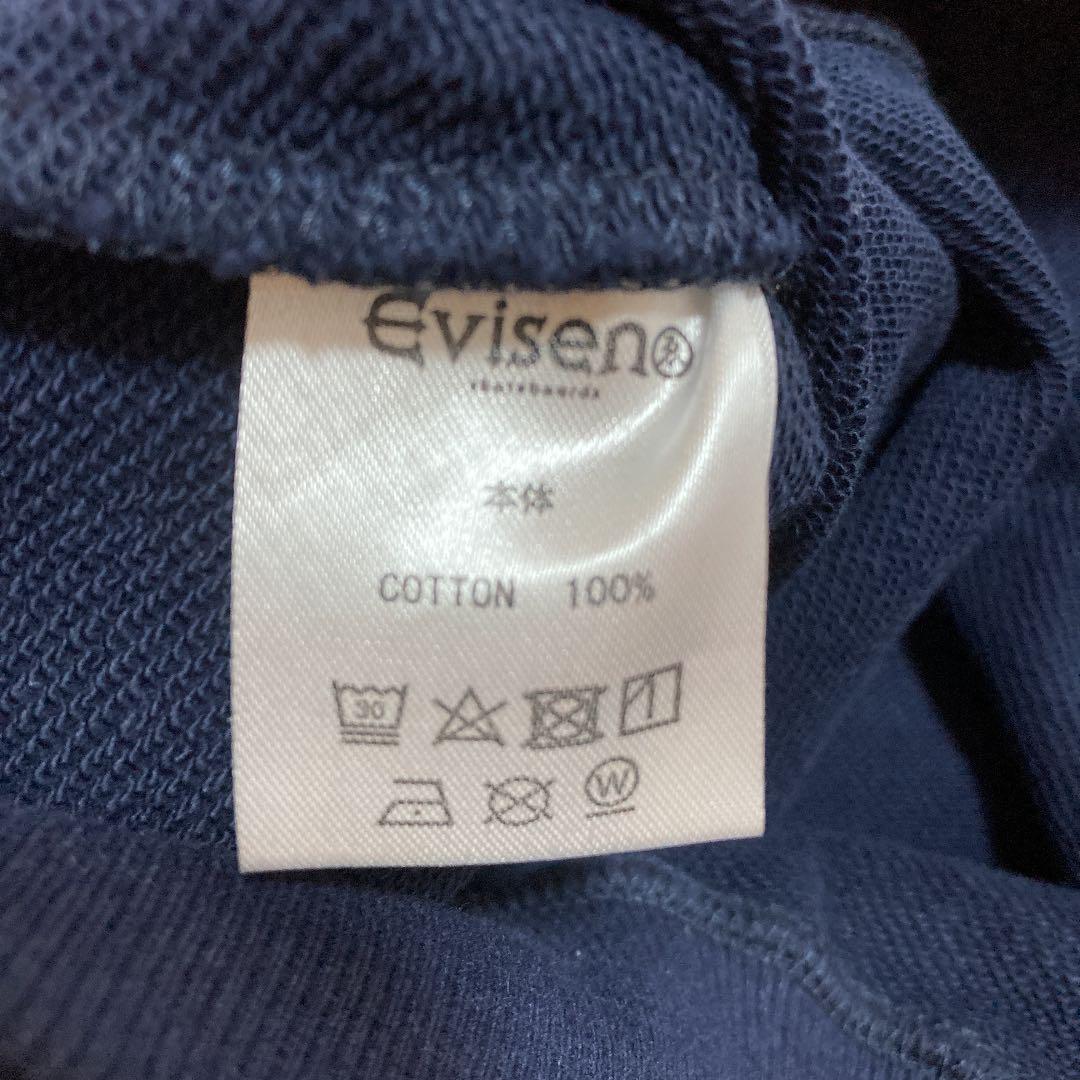 Evisen
skateboards
本体
COTTON 100%
30
W